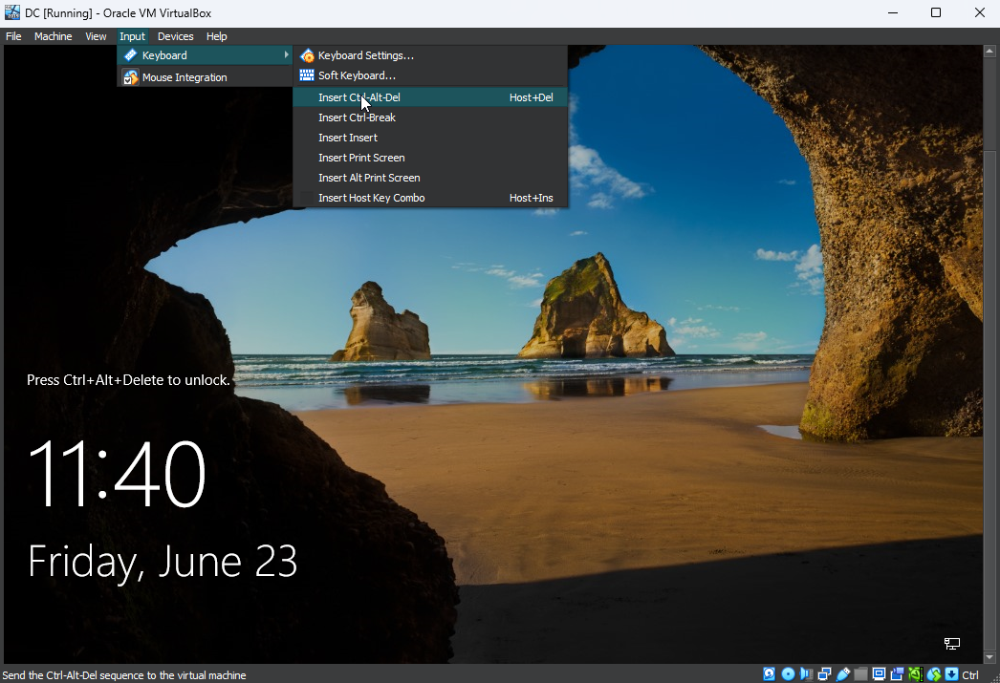 DC [Running] - Oracle VM VirtualBox
File Machine View Input Devices Help
Keyboard
Mouse Integration
Keyboard Settings...
Soft Keyboard...
Insert Ctrl-Alt-Del Host+Del
Insert Ctrl-Break
Insert Insert
Insert Print Screen
Insert Alt Print Screen
Insert Host Key Combo Host+Ins
Press Ctrl+Alt+Delete to unlock.
11:40
Friday, June 23
Send the Ctrl-Alt-Del sequence to the virtual machine
Ctrl